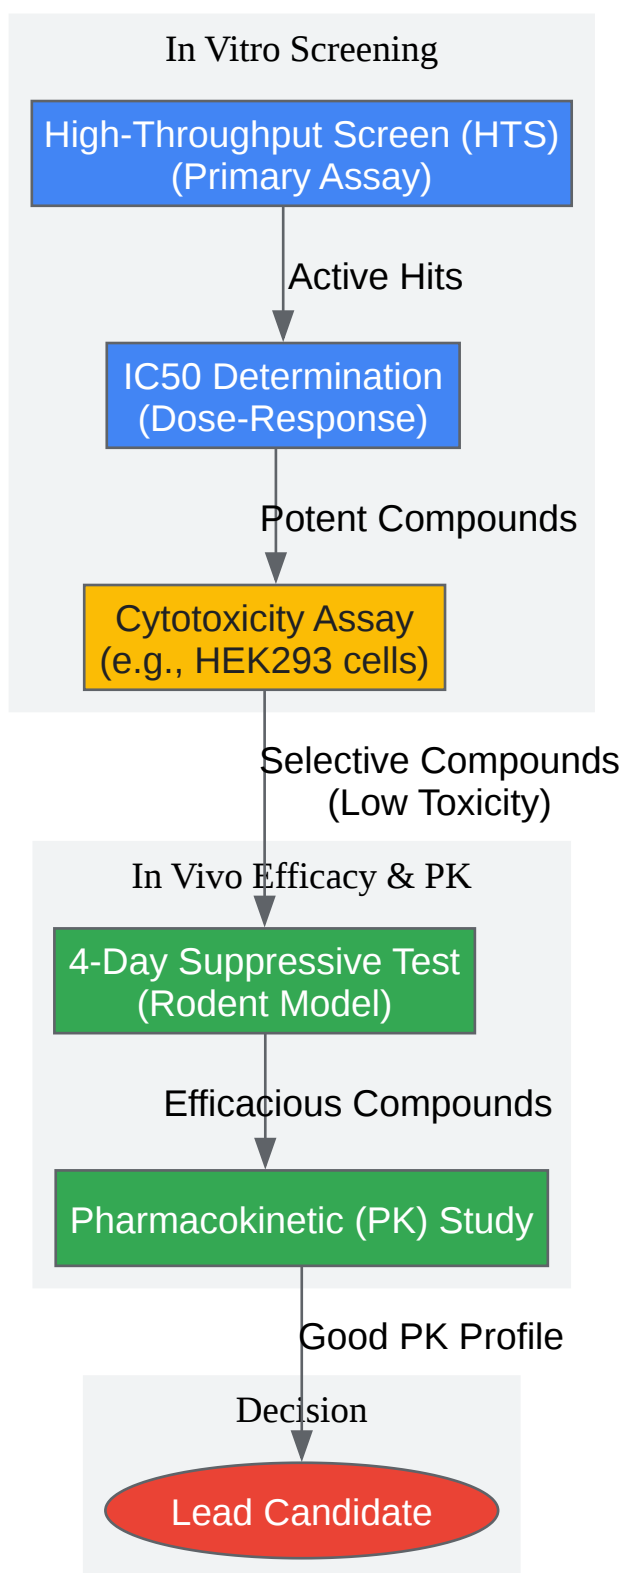 In Vitro Screening
High-Throughput Screen (HTS)
(Primary Assay)
Active Hits
IC50 Determination
(Dose-Response)
Potent Compounds
Cytotoxicity Assay
(e.g., HEK293 cells)
Selective Compounds
(Low Toxicity)
In Vivo Efficacy & PK
4-Day Suppressive Test
(Rodent Model)
Efficacious Compounds
Pharmacokinetic (PK) Study
Good PK Profile
Decision
Lead Candidate